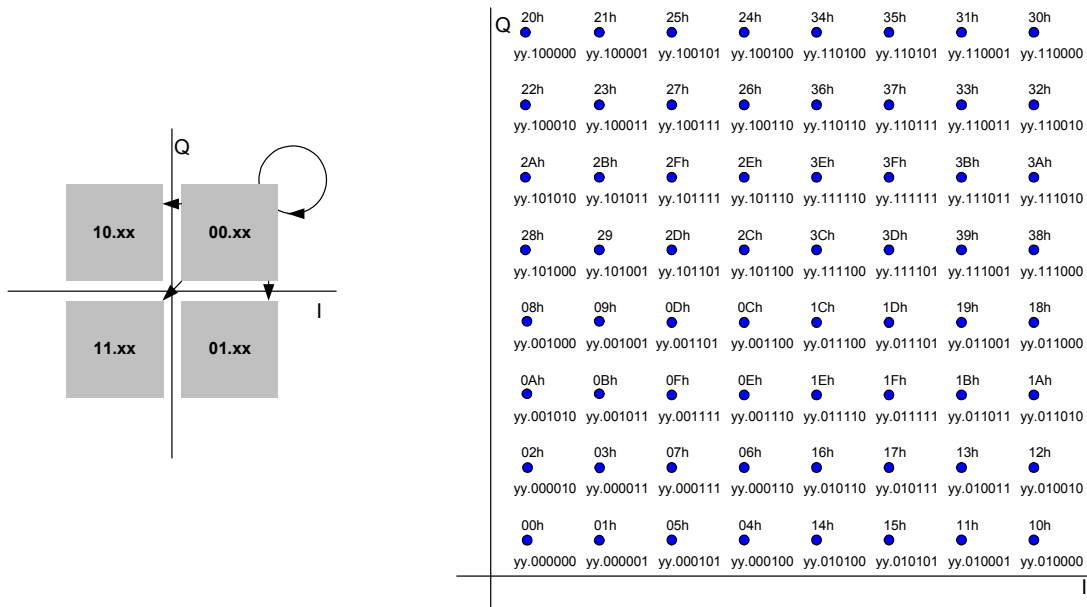 Q
10.xx 00.xx
I
11.xx 01.xx
Q
20h 21h 25h 24h 34h 35h 31h 30h
yy.100000 yy.100001 yy.100101 yy.100100 yy.110100 yy.110101 yy.110001 yy.110000
22h 23h 27h 26h 36h 37h 33h 32h
yy.100010 yy.100011 yy.100111 yy.100110 yy.110110 yy.110111 yy.110011 yy.110010
2Ah 2Bh 2Fh 2Eh 3Eh 3Fh 3Bh 3Ah
yy.101010 yy.101011 yy.101111 yy.101110 yy.111110 yy.111111 yy.111011 yy.111010
28h 29 2Dh 2Ch 3Ch 3Dh 39h 38h
yy.101000 yy.101001 yy.101101 yy.101100 yy.111100 yy.111101 yy.111001 yy.111000
08h 09h 0Dh 0Ch 1Ch 1Dh 19h 18h
yy.001000 yy.001001 yy.001101 yy.001100 yy.011100 yy.011101 yy.011001 yy.011000
0Ah 0Bh 0Fh 0Eh 1Eh 1Fh 1Bh 1Ah
yy.001010 yy.001011 yy.001111 yy.001110 yy.011110 yy.011111 yy.011011 yy.011010
02h 03h 07h 06h 16h 17h 13h 12h
yy.000010 yy.000011 yy.000111 yy.000110 yy.010110 yy.010111 yy.010011 yy.010010
00h 01h 05h 04h 14h 15h 11h 10h
yy.000000 yy.000001 yy.000101 yy.000100 yy.010100 yy.010101 yy.010001 yy.010000
I